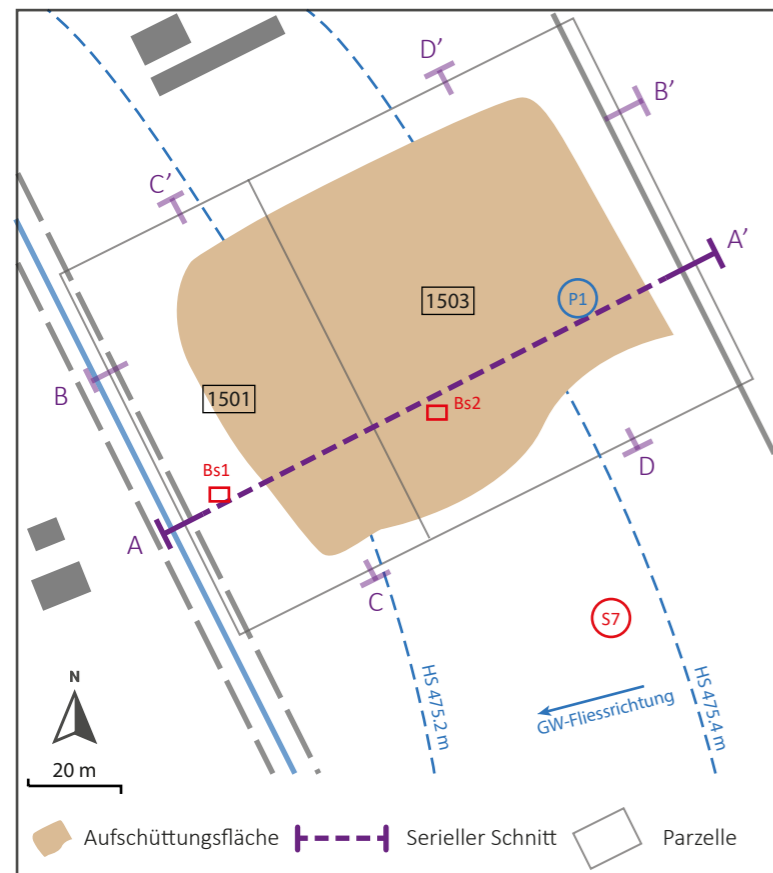 D’
B’
C’
A’
P1
1503
1501
B
Bs2
D
Bs1
A
C
S7
HS 475.2 m
HS 475.4 m
GW-Fliessrichtung
N
20 m
Aufschüttungsfläche
Serieller Schnitt
Parzelle